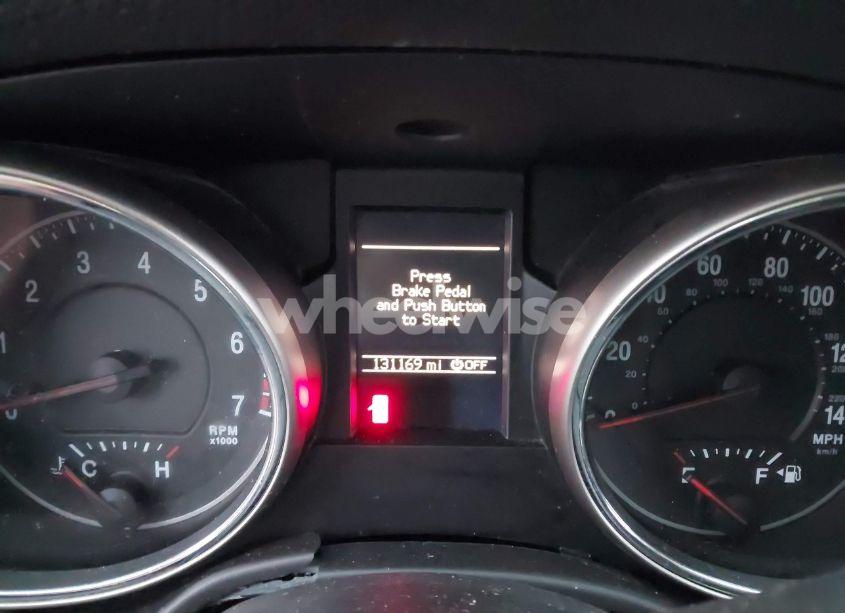 Press
Brake Pedal
and Push Button
to Start
131169 mi OFF
wheelwise
0 1 2 3 4 5 6 7
RPM
x1000
C H
20 40 60 80 100
MPH
km/h
E F